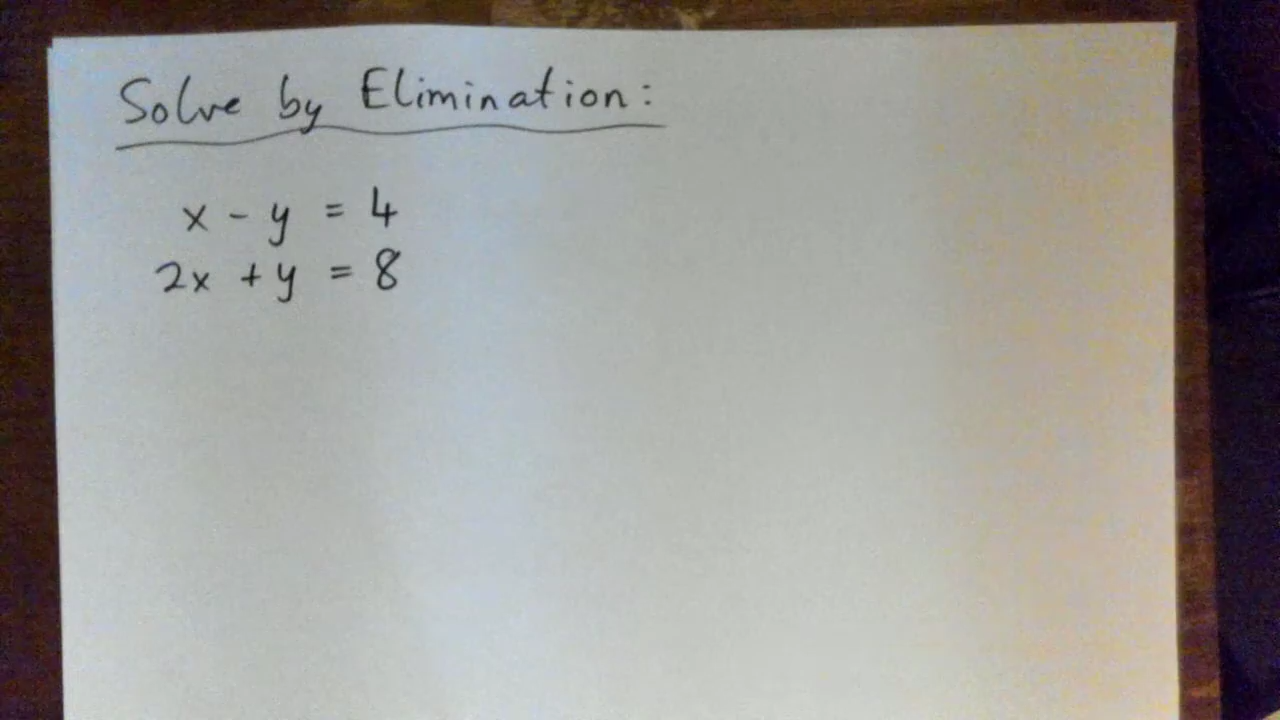 Solve by Elimination:
x - y = 4
2x + y = 8